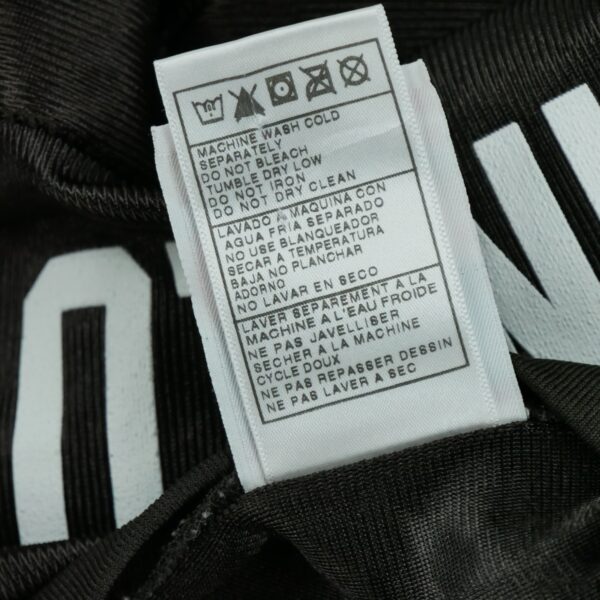 MACHINE WASH COLD
SEPARATELY
DO NOT BLEACH
TUMBLE DRY LOW
DO NOT IRON
DO NOT DRY CLEAN
LAVADO A MAQUINA CON
AGUA FRIA SEPARADO
NO USE BLANQUEADOR
SECAR A TEMPERATURA
BAJA NO PLANCHAR
ADORNO
NO LAVAR EN SECO
LAVER SEPAREMENT A LA
MACHINE A L'EAU FROIDE
NE PAS JAVELLISER
SECHER A LA MACHINE
CYCLE DOUX
NE PAS REPASSER DESSIN
NE PAS LAVER A SEC